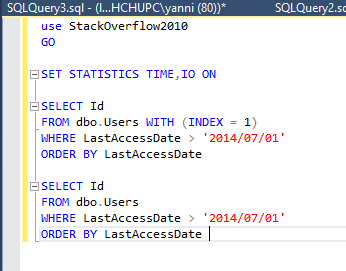 SQLQuery3.sql - (l...HCHUPC\yanni (80))* SQLQuery2.s
use StackOverflow2010
GO
SET STATISTICS TIME,IO ON
SELECT Id
FROM dbo.Users WITH (INDEX = 1)
WHERE LastAccessDate > '2014/07/01'
ORDER BY LastAccessDate
SELECT Id
FROM dbo.Users
WHERE LastAccessDate > '2014/07/01'
ORDER BY LastAccessDate